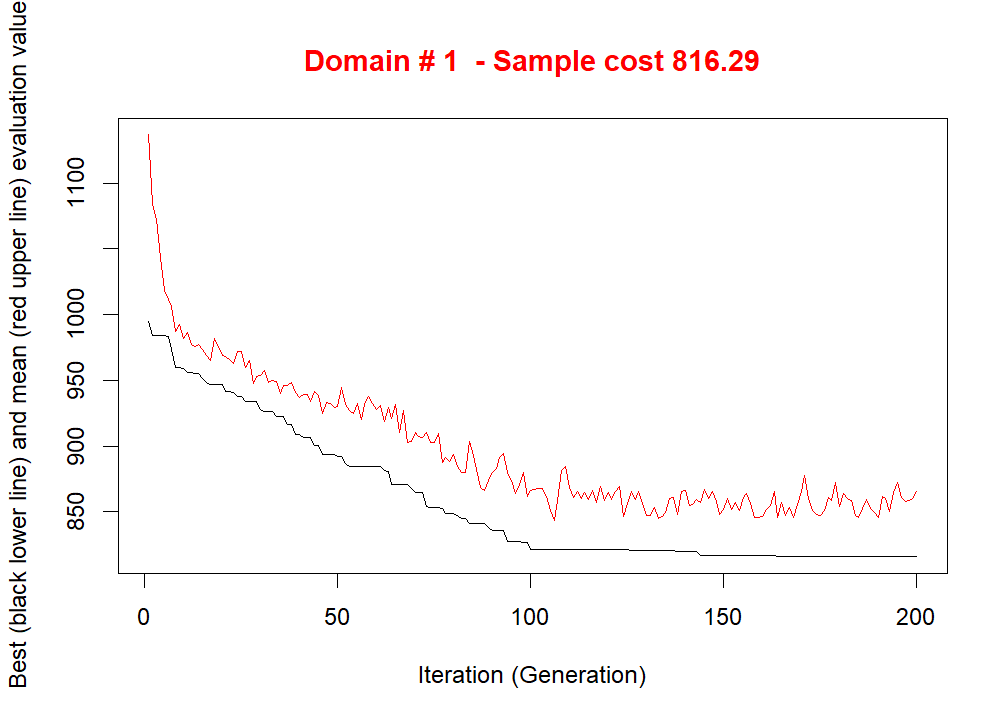 Domain # 1  - Sample cost 816.29
Best (black lower line) and mean (red upper line) evaluation value
1100
1000
950
900
850
0 50 100 150 200
Iteration (Generation)